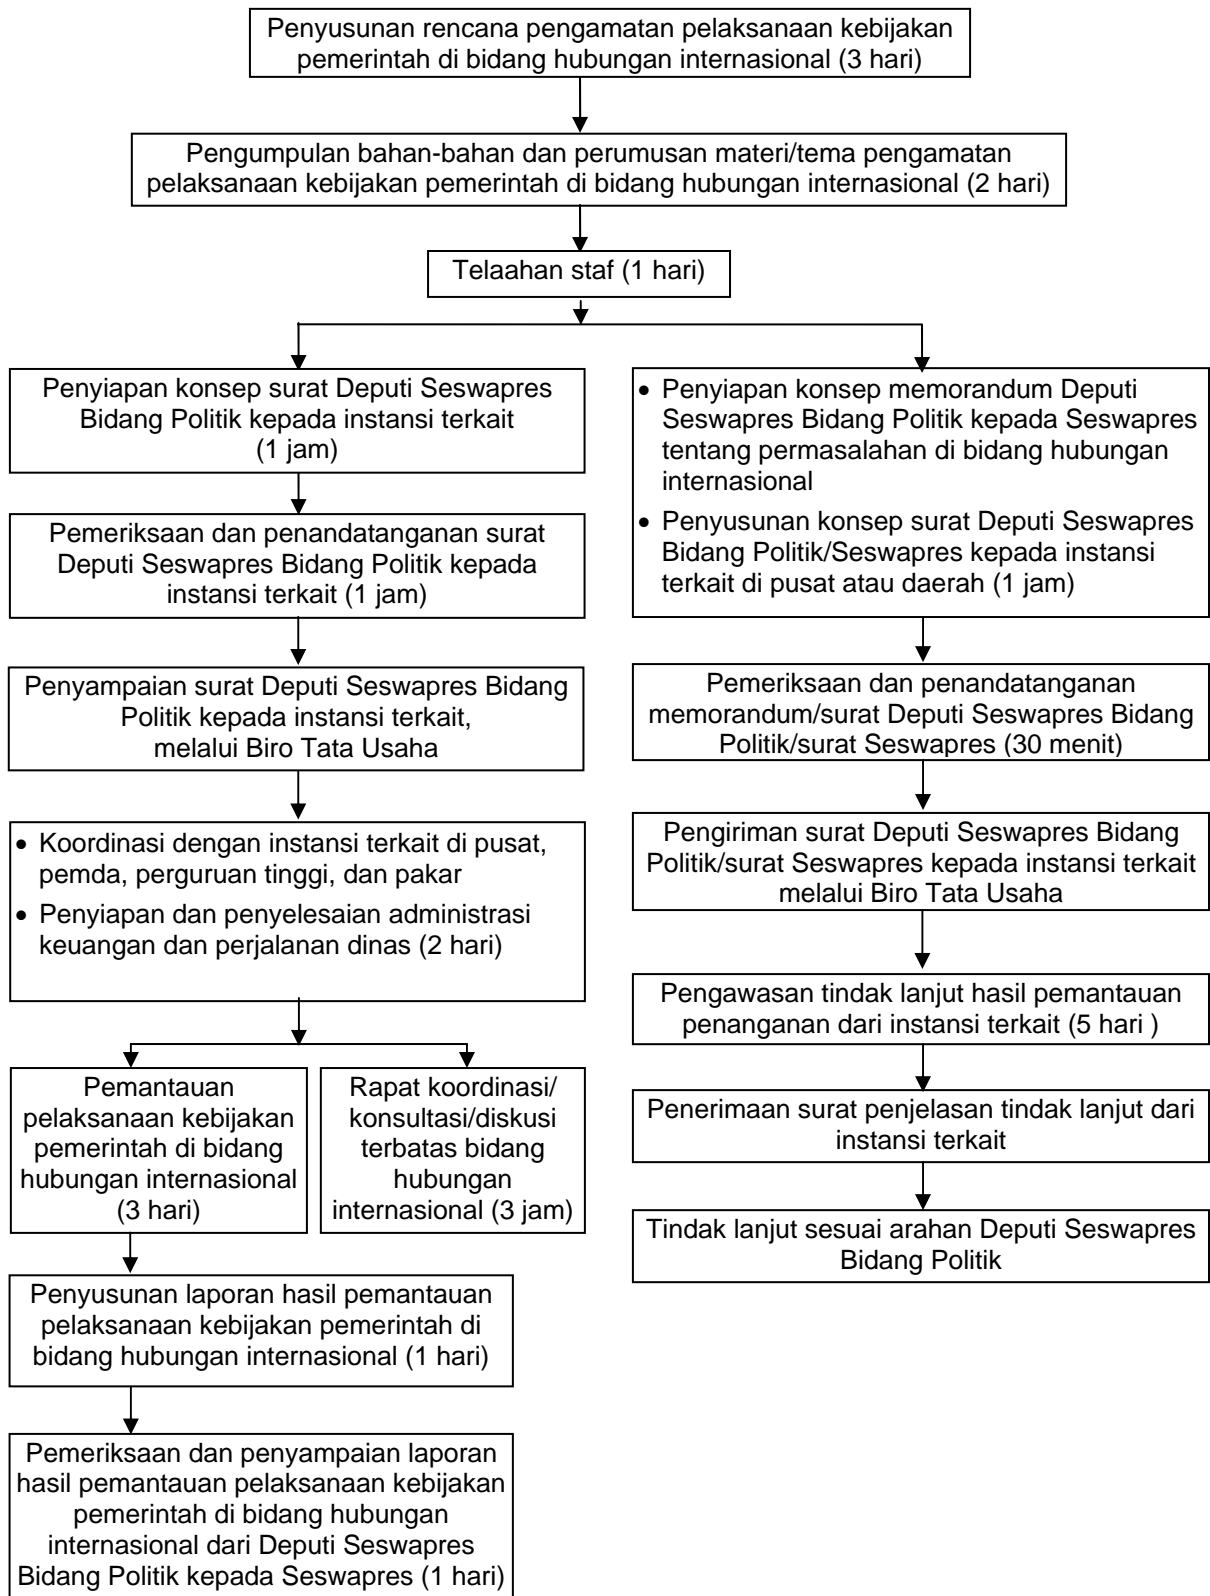 Penyusunan rencana pengamatan pelaksanaan kebijakan
pemerintah di bidang hubungan internasional (3 hari)
Pengumpulan bahan-bahan dan perumusan materi/tema pengamatan
pelaksanaan kebijakan pemerintah di bidang hubungan internasional (2 hari)
Telaahan staf (1 hari)
Penyiapan konsep surat Deputi Seswapres
Bidang Politik kepada instansi terkait
(1 jam)
Pemeriksaan dan penandatanganan surat
Deputi Seswapres Bidang Politik kepada
instansi terkait (1 jam)
Penyampaian surat Deputi Seswapres Bidang
Politik kepada instansi terkait,
melalui Biro Tata Usaha
• Koordinasi dengan instansi terkait di pusat,
pemda, perguruan tinggi, dan pakar
• Penyiapan dan penyelesaian administrasi
keuangan dan perjalanan dinas (2 hari)
Pemantauan
pelaksanaan kebijakan
pemerintah di bidang
hubungan internasional
(3 hari)
Rapat koordinasi/
konsultasi/diskusi
terbatas bidang
hubungan
internasional (3 jam)
Penyusunan laporan hasil pemantauan
pelaksanaan kebijakan pemerintah di
bidang hubungan internasional (1 hari)
Pemeriksaan dan penyampaian laporan
hasil pemantauan pelaksanaan kebijakan
pemerintah di bidang hubungan
internasional dari Deputi Seswapres
Bidang Politik kepada Seswapres (1 hari)
• Penyiapan konsep memorandum Deputi
Seswapres Bidang Politik kepada Seswapres
tentang permasalahan di bidang hubungan
internasional
• Penyusunan konsep surat Deputi Seswapres
Bidang Politik/Seswapres kepada instansi
terkait di pusat atau daerah (1 jam)
Pemeriksaan dan penandatanganan
memorandum/surat Deputi Seswapres Bidang
Politik/surat Seswapres (30 menit)
Pengiriman surat Deputi Seswapres Bidang
Politik/surat Seswapres kepada instansi terkait
melalui Biro Tata Usaha
Pengawasan tindak lanjut hasil pemantauan
penanganan dari instansi terkait (5 hari )
Penerimaan surat penjelasan tindak lanjut dari
instansi terkait
Tindak lanjut sesuai arahan Deputi Seswapres
Bidang Politik